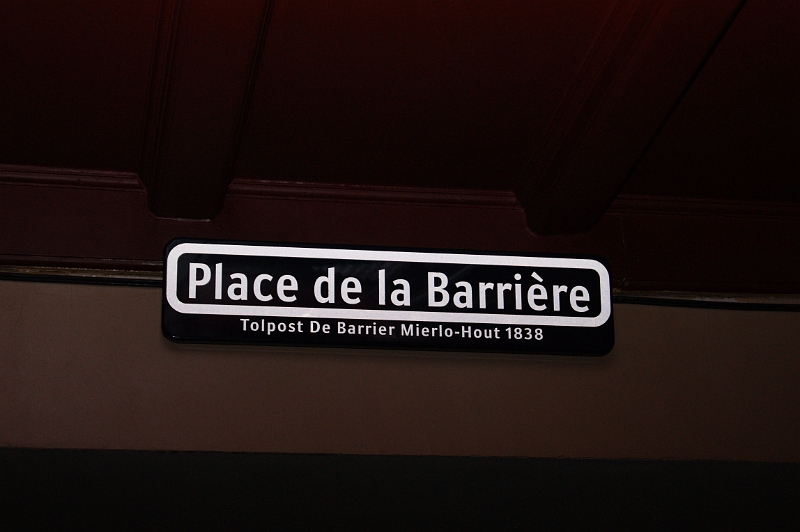 Place de la Barrière
Tolpost De Barrier Mierlo-Hout 1838